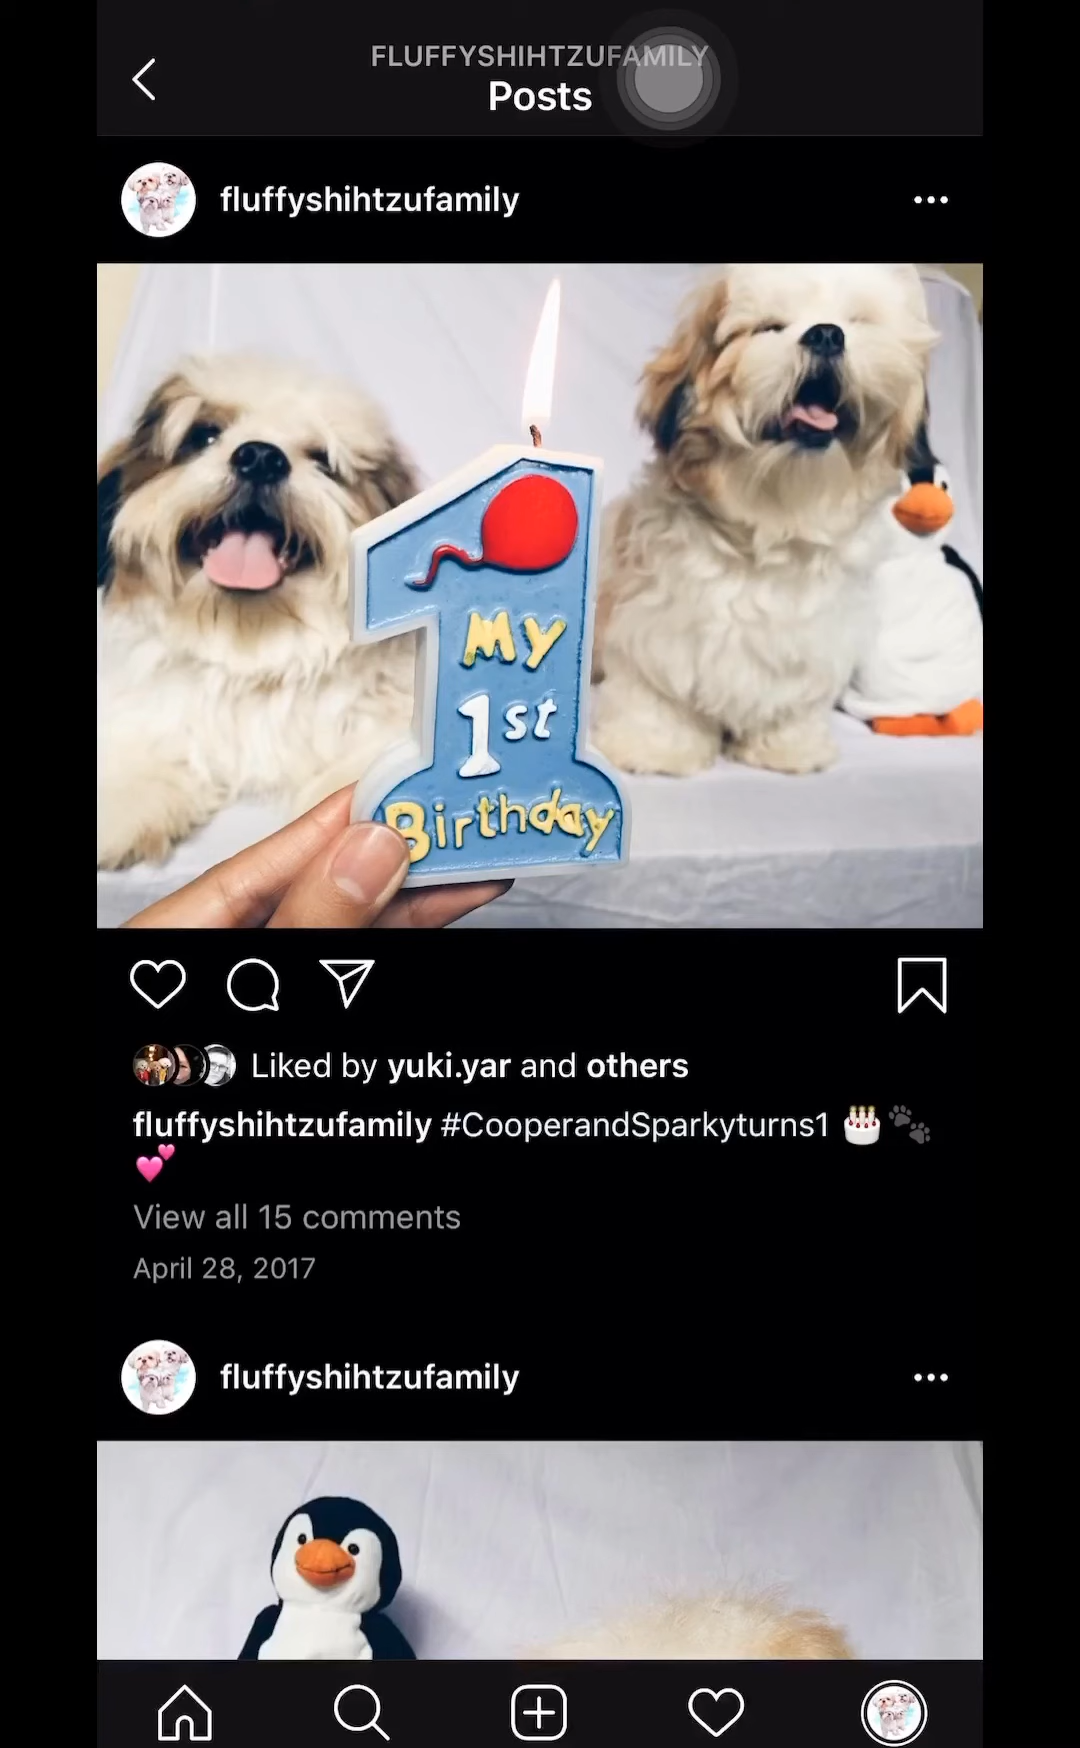 FLUFFYSHIHTZUFAMILY
Posts
fluffyshihtzufamily
My
1st
Birthday
Liked by yuki.yar and others
fluffyshihtzufamily #CooperandSparkyturns1 🎂🐾
💕
View all 15 comments
April 28, 2017
fluffyshihtzufamily